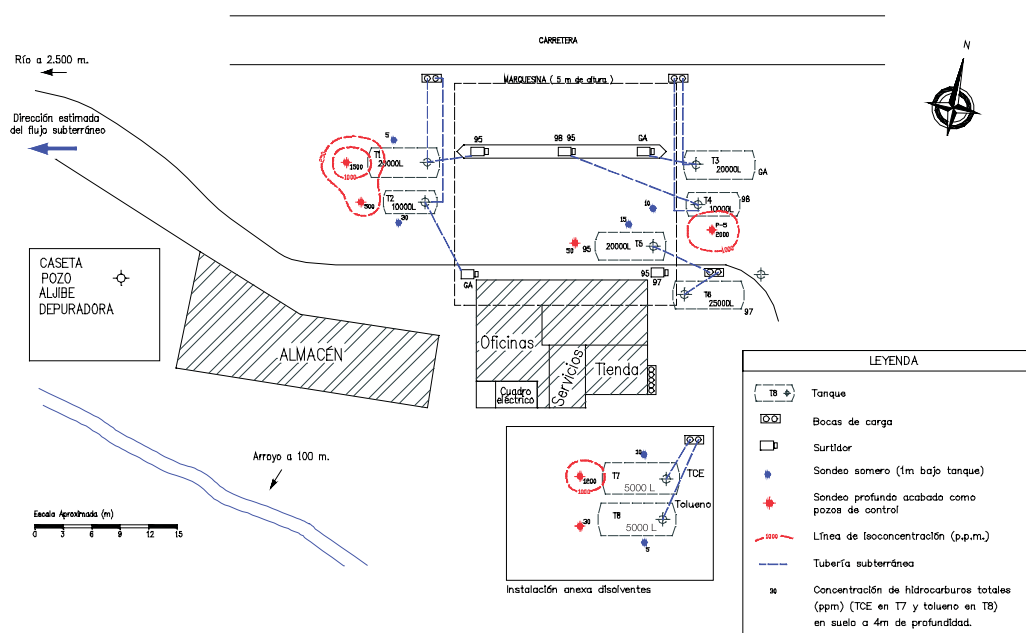 CARRETERA
N
Río a 2.500 m.
MARQUESINA ( 5 m de altura )
Dirección estimada
del flujo subterráneo
5
95
98 95
GA
250
1500
1000
T1
20000L
T3
20000L
GA
500
T2
10000L
30
10
15
T4
10000L
98
P-5
2000
1000
50
95
20000L
T5
GA
95
97
T6
25000L
97
CASETA
POZO
ALJIBE
DEPURADORA
ALMACÉN
Oficinas
Servicios
Tienda
Cuadro
eléctrico
Arroyo a 100 m.
Escala Aproximada (m)
0 3 6 9 12 15
10
1200
1000
T7
5000 L
TCE
Tolueno
30
T8
5000 L
5
Instalación anexa disolventes
LEYENDA
T8
Tanque
Bocas de carga
Surtidor
Sondeo somero (1m bajo tanque)
Sondeo profundo acabado como
pozos de control
1000
Línea de isoconcentración (p.p.m.)
Tubería subterránea
30
Concentración de hidrocarburos totales
(ppm) (TCE en T7 y tolueno en T8)
en suelo a 4m de profundidad.